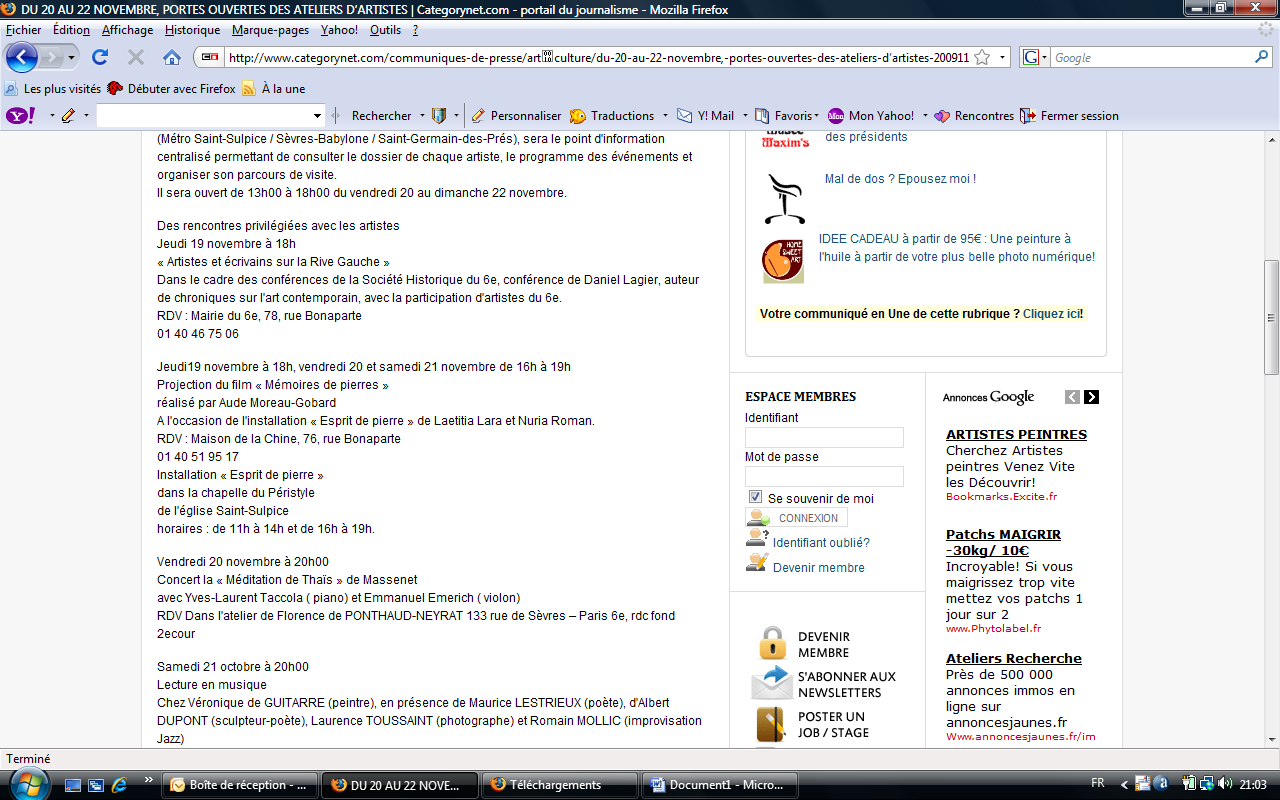 DU 20 AU 22 NOVEMBRE, PORTES OUVERTES DES ATELIERS D'ARTISTES | Categorynet.com - portail du journalisme - Mozilla Firefox
Fichier Édition Affichage Historique Marque-pages Yahoo! Outils ?
http://www.categorynet.com/communiques-de-presse/art culture/du-20-au-22-novembre,-portes-ouvertes-des-ateliers-d'artistes-200911
Google
Les plus visités Débuter avec Firefox À la une
Y! Rechercher Personnaliser Traductions Y! Mail Favoris Mon Yahoo! Rencontres Fermer session
(Métro Saint-Sulpice / Sèvres-Babylone / Saint-Germain-des-Prés), sera le point d'information
centralisé permettant de consulter le dossier de chaque artiste, le programme des événements et
organiser son parcours de visite.
Il sera ouvert de 13h00 à 18h00 du vendredi 20 au dimanche 22 novembre.
Des rencontres privilégiées avec les artistes
Jeudi 19 novembre à 18h
« Artistes et écrivains sur la Rive Gauche »
Dans le cadre des conférences de la Société Historique du 6e, conférence de Daniel Lagier, auteur
de chroniques sur l'art contemporain, avec la participation d'artistes du 6e.
RDV : Mairie du 6e, 78, rue Bonaparte
01 40 46 75 06
Jeudi19 novembre à 18h, vendredi 20 et samedi 21 novembre de 16h à 19h
Projection du film « Mémoires de pierres »
réalisé par Aude Moreau-Gobard
A l'occasion de l'installation « Esprit de pierre » de Laetitia Lara et Nuria Roman.
RDV : Maison de la Chine, 76, rue Bonaparte
01 40 51 95 17
Installation « Esprit de pierre »
dans la chapelle du Péristyle
de l'église Saint-Sulpice
horaires : de 11h à 14h et de 16h à 19h.
Vendredi 20 novembre à 20h00
Concert la « Méditation de Thaïs » de Massenet
avec Yves-Laurent Taccola ( piano) et Emmanuel Emerich ( violon)
RDV Dans l'atelier de Florence de PONTHAUD-NEYRAT 133 rue de Sèvres – Paris 6e, rdc fond
2ecour
Samedi 21 octobre à 20h00
Lecture en musique
Chez Véronique de GUITARRE (peintre), en présence de Maurice LESTRIEUX (poète), d'Albert
DUPONT (sculpteur-poète), Laurence TOUSSAINT (photographe) et Romain MOLLIC (improvisation
Jazz)
Maxim's
des présidents
Mal de dos ? Epousez moi !
HOME SWEET ART
IDEE CADEAU à partir de 95€ : Une peinture à
l'huile à partir de votre plus belle photo numérique!
Votre communiqué en Une de cette rubrique ? Cliquez ici!
ESPACE MEMBRES
Identifiant
Mot de passe
Se souvenir de moi
CONNEXION
Identifiant oublié?
Devenir membre
DEVENIR
MEMBRE
S'ABONNER AUX
NEWSLETTERS
POSTER UN
JOB / STAGE
Annonces Google
ARTISTES PEINTRES
Cherchez Artistes
peintres Venez Vite
les Découvrir!
Bookmarks.Excite.fr
Patchs MAIGRIR
-30kg/ 10€
Incroyable! Si vous
maigrissez trop vite
mettez vos patchs 1
jour sur 2
www.Phytolabel.fr
Ateliers Recherche
Près de 500 000
annonces immos en
ligne sur
annoncesjaunes.fr
Www.annoncesjaunes.fr/im
Terminé
Boîte de réception - ... DU 20 AU 22 NOVE... Téléchargements Document1 - Micro... FR 21:03